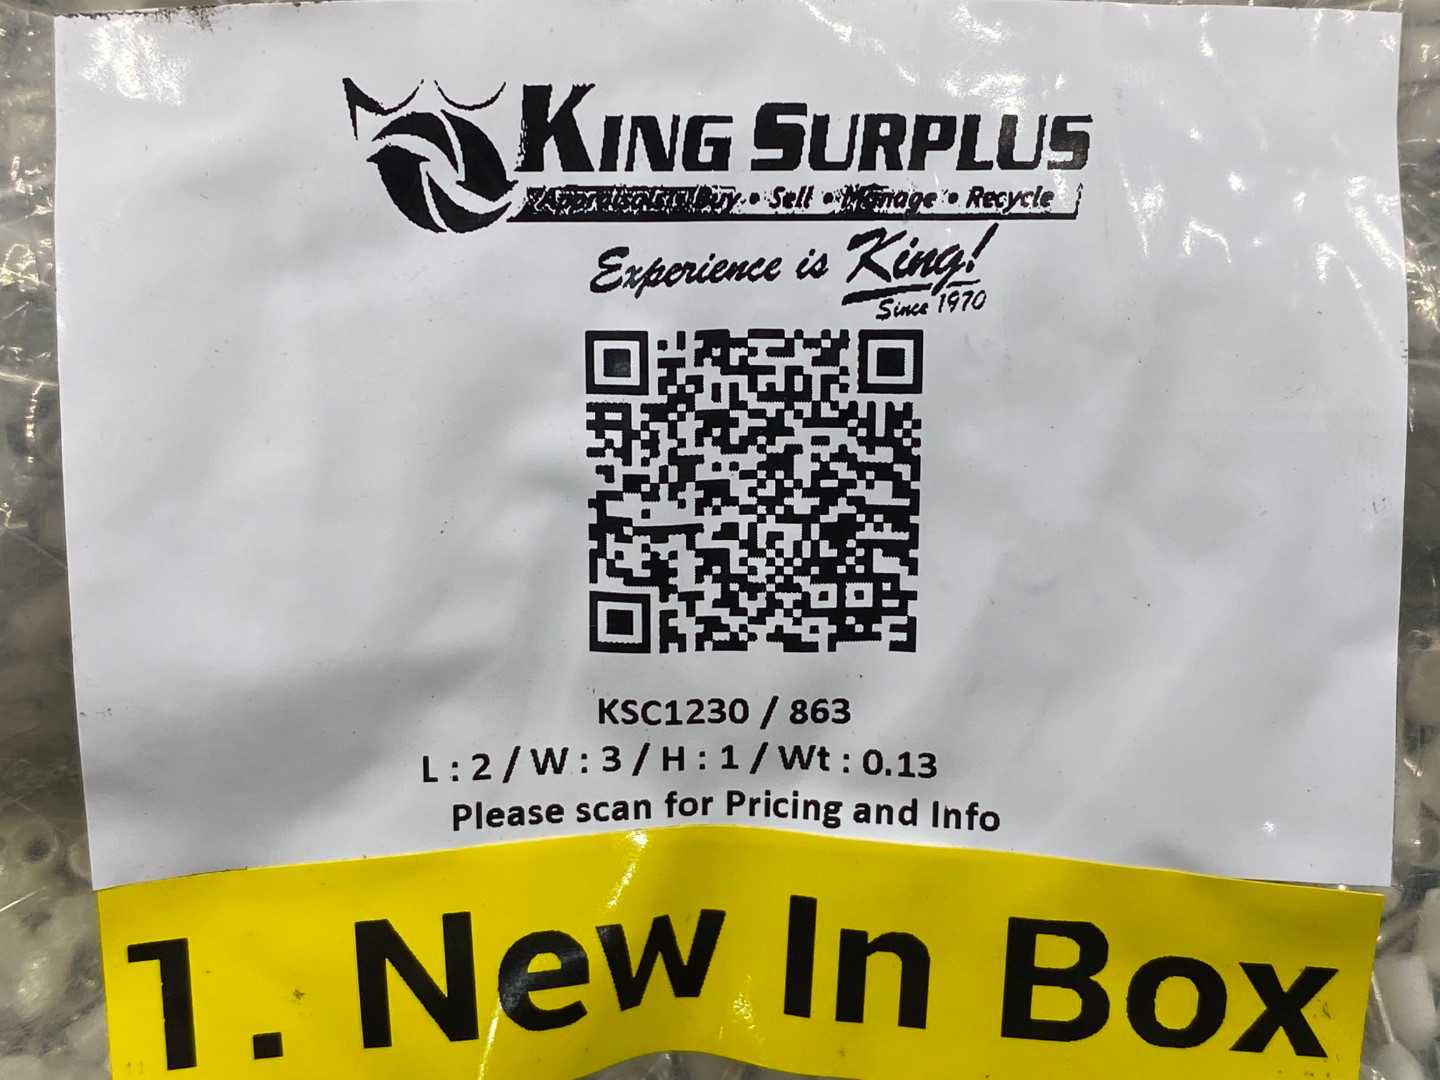 KING SURPLUS
Appraisals • Buy • Sell • Manage • Recycle
Experience is King!
Since 1970
KSC1230 / 863
L : 2 / W : 3 / H : 1 / Wt : 0.13
Please scan for Pricing and Info
1. New In Box